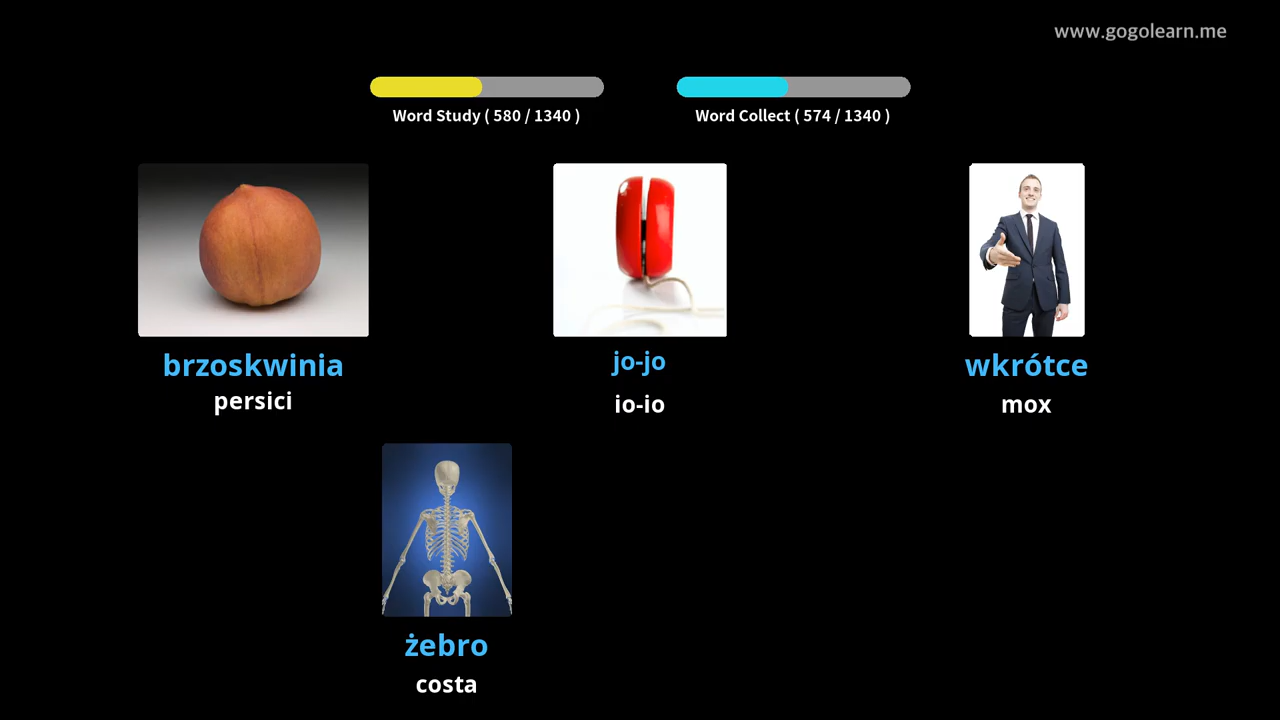 www.gogolearn.me
Word Study ( 580 / 1340 )
Word Collect ( 574 / 1340 )
brzoskwinia
persici
jo-jo
io-io
wkrótce
mox
żebro
costa